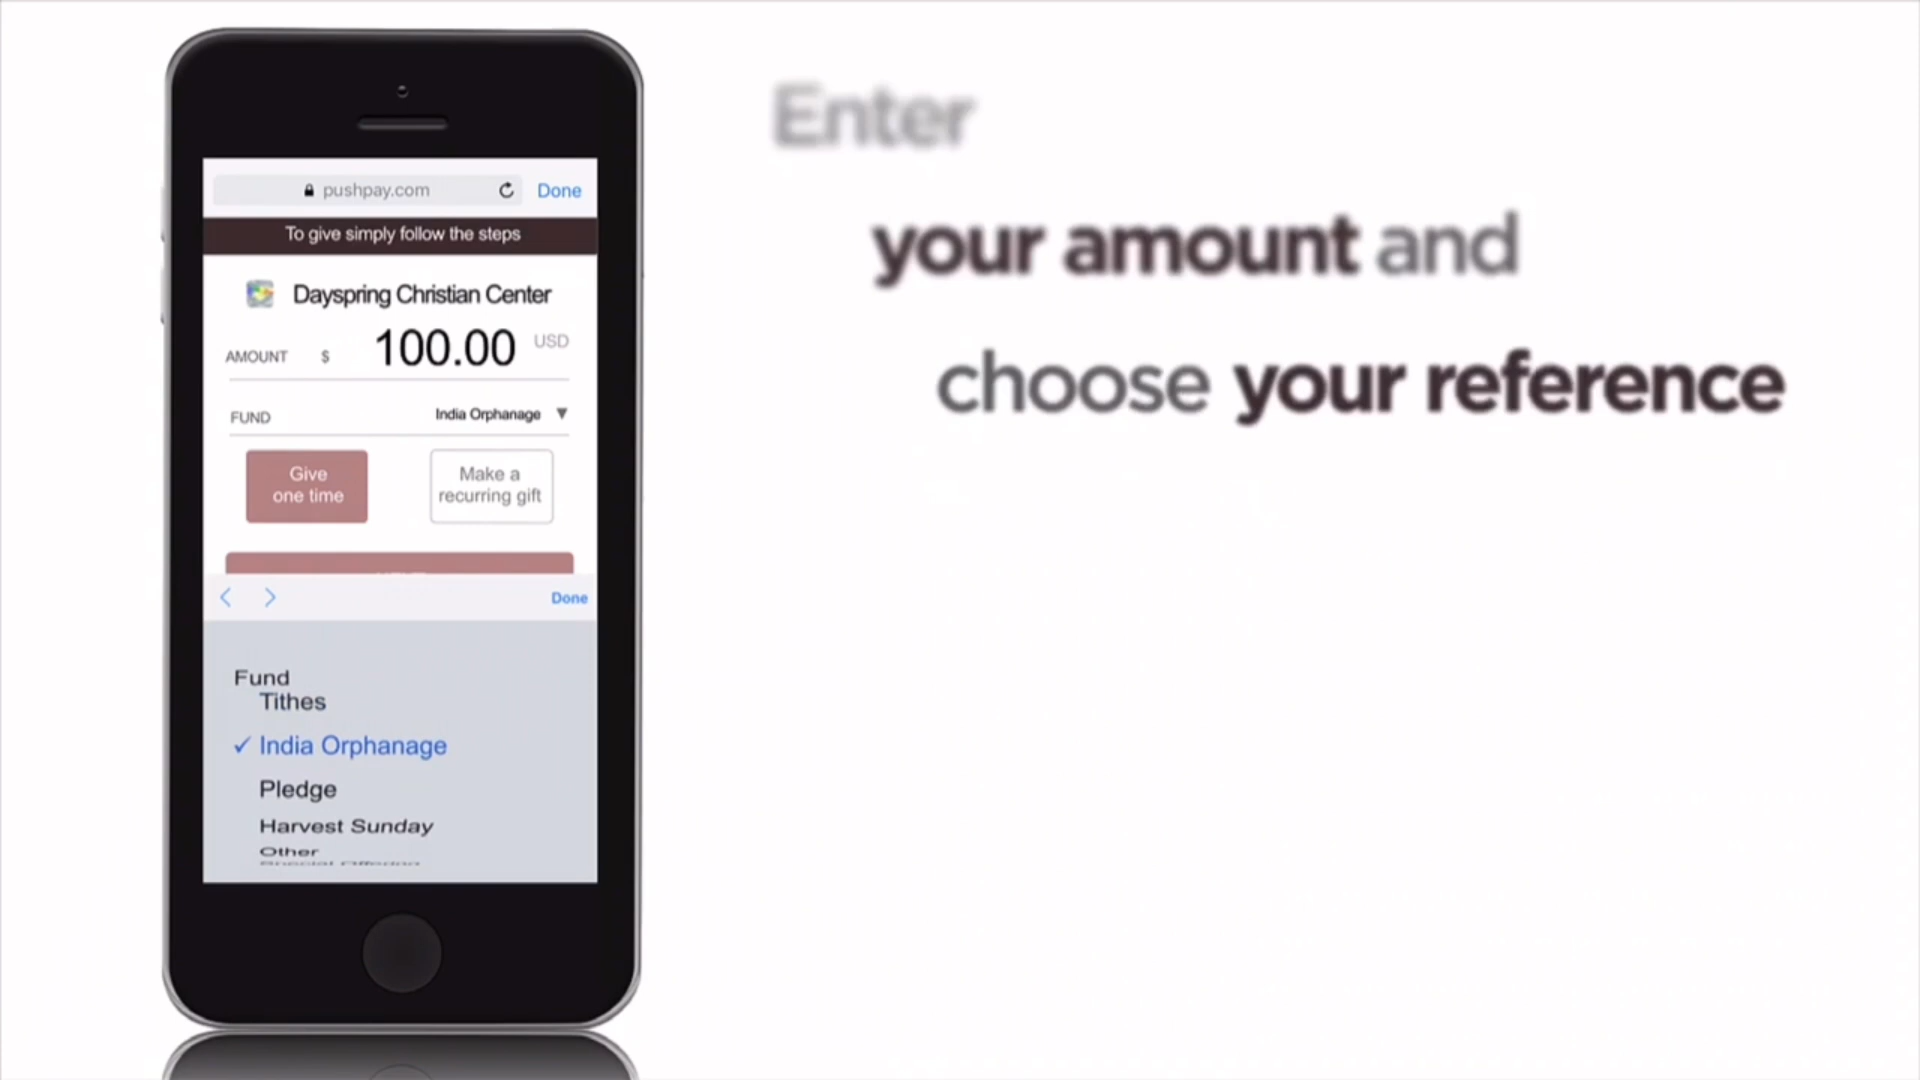 Enter
your amount and
choose your reference
pushpay.com Done
To give simply follow the steps
Dayspring Christian Center
AMOUNT $ 100.00 USD
FUND India Orphanage
Give
one time
Make a
recurring gift
Done
Fund
Tithes
✓ India Orphanage
Pledge
Harvest Sunday
Other